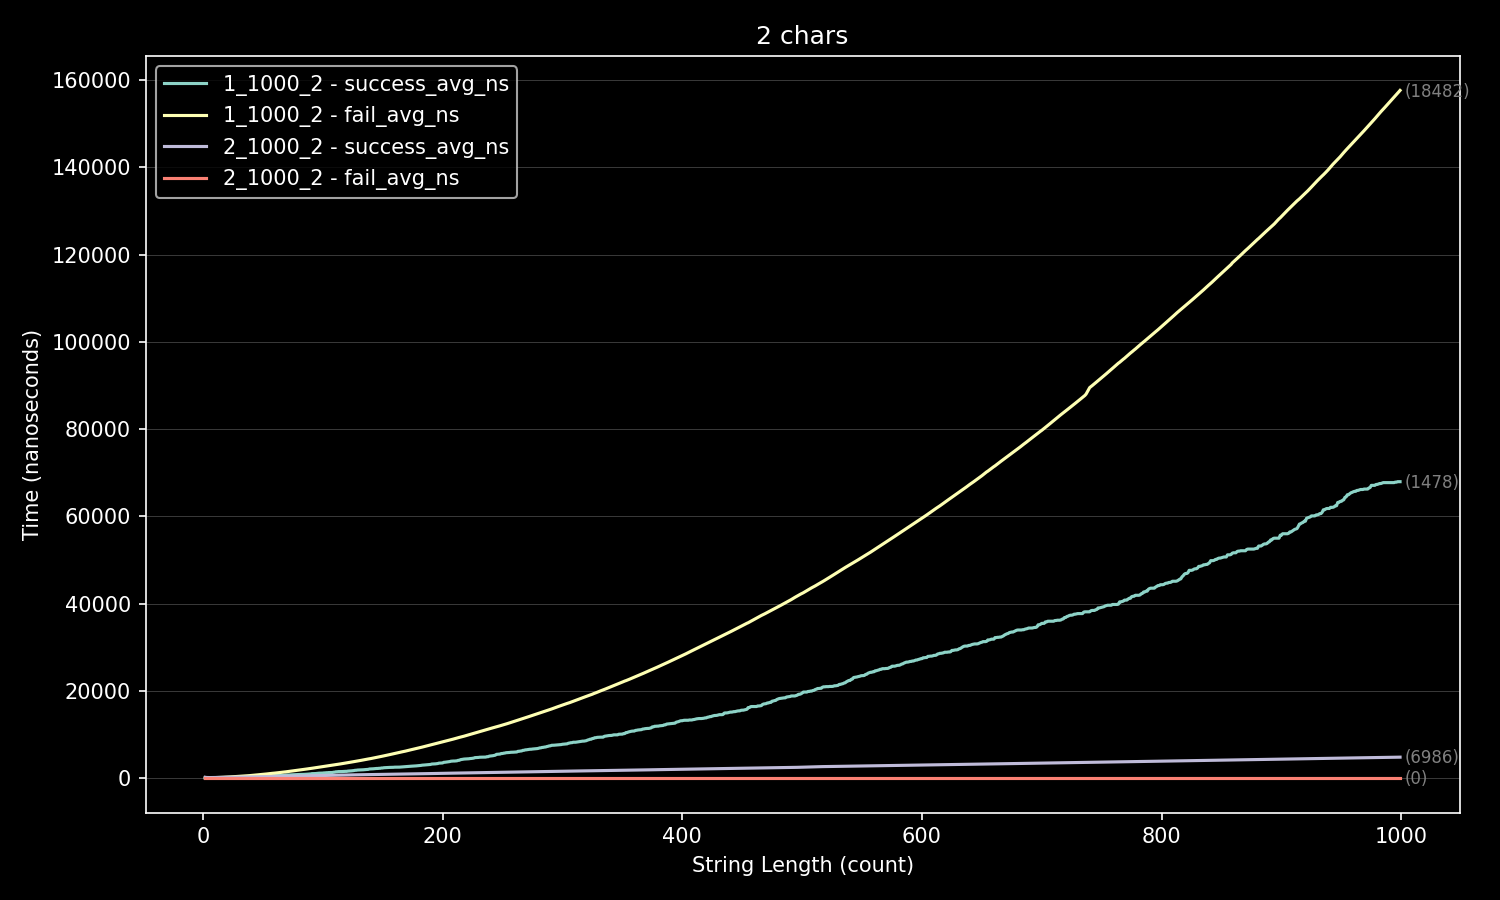 2 chars
1_1000_2 - success_avg_ns
1_1000_2 - fail_avg_ns
2_1000_2 - success_avg_ns
2_1000_2 - fail_avg_ns
160000
140000
120000
100000
80000
60000
40000
20000
0
Time (nanoseconds)
(18482)
(1478)
(6986)
(0)
0
200
400
600
800
1000
String Length (count)